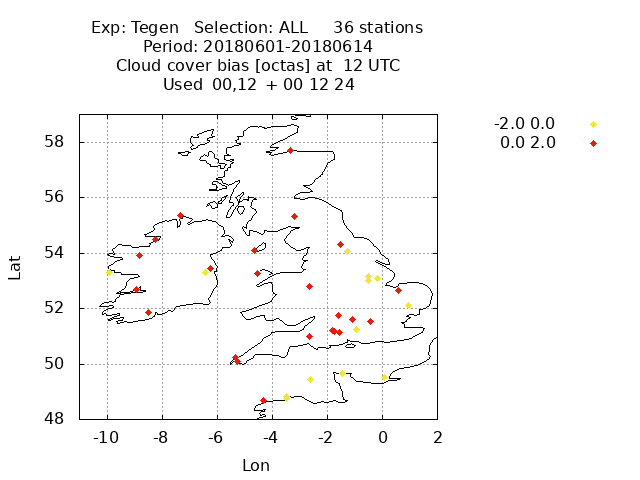 Exp: Tegen Selection: ALL 36 stations
Period: 20180601-20180614
Cloud cover bias [octas] at 12 UTC
Used 00,12 + 00 12 24
-2.0 0.0
0.0 2.0
58
56
54
52
50
48
Lat
-10 -8 -6 -4 -2 0 2
Lon